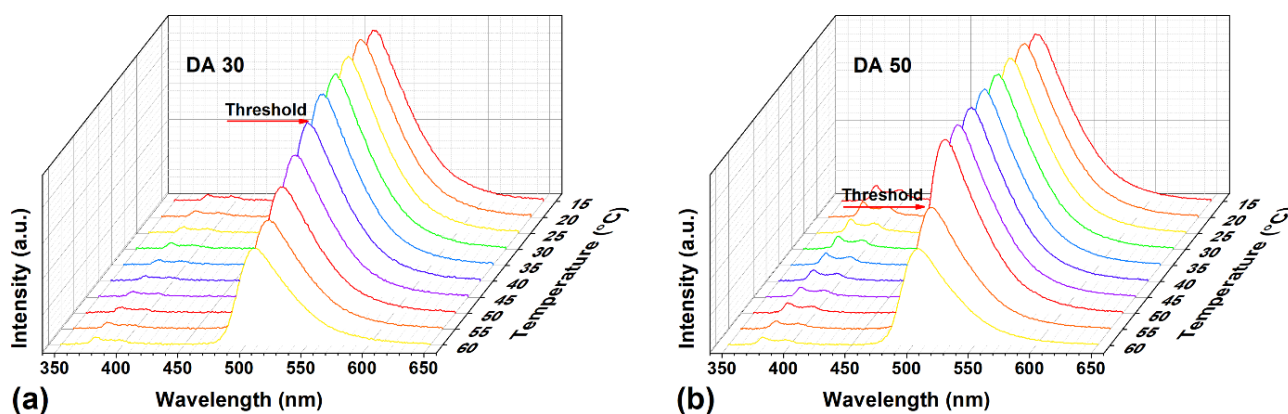 DA 30
Threshold
Intensity (a.u.)
15
20
25
30
35
40
45
50
55
60
Temperature (°C)
350 400 450 500 550 600 650
Wavelength (nm)
(a)
DA 50
Threshold
Intensity (a.u.)
15
20
25
30
35
40
45
50
55
60
Temperature (°C)
350 400 450 500 550 600 650
Wavelength (nm)
(b)